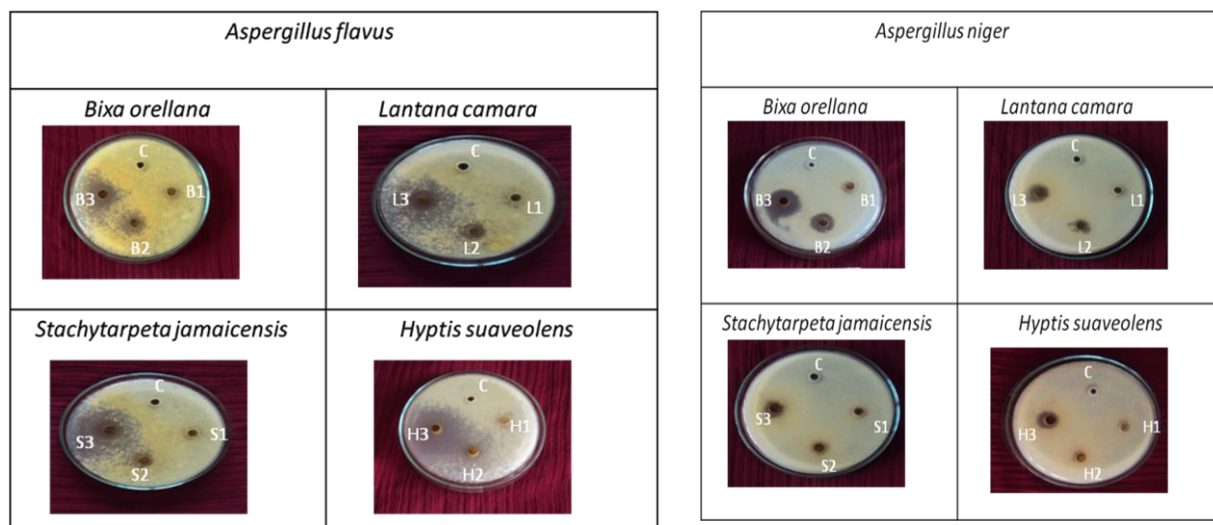 Aspergillus flavus
Bixa orellana
C
B3
B1
B2
Lantana camara
C
L3
L1
L2
Stachytarpeta jamaicensis
C
S3
S1
S2
Hyptis suaveolens
C
H3
H1
H2
Aspergillus niger
Bixa orellana
C
B3
B1
B2
Lantana camara
C
L3
L1
L2
Stachytarpeta jamaicensis
C
S3
S1
S2
Hyptis suaveolens
C
H3
H1
H2